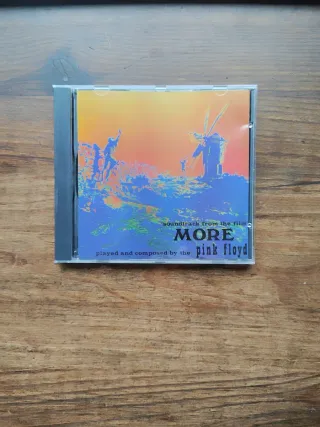 soundtrack from the film
MORE
played and composed by the pink floyd